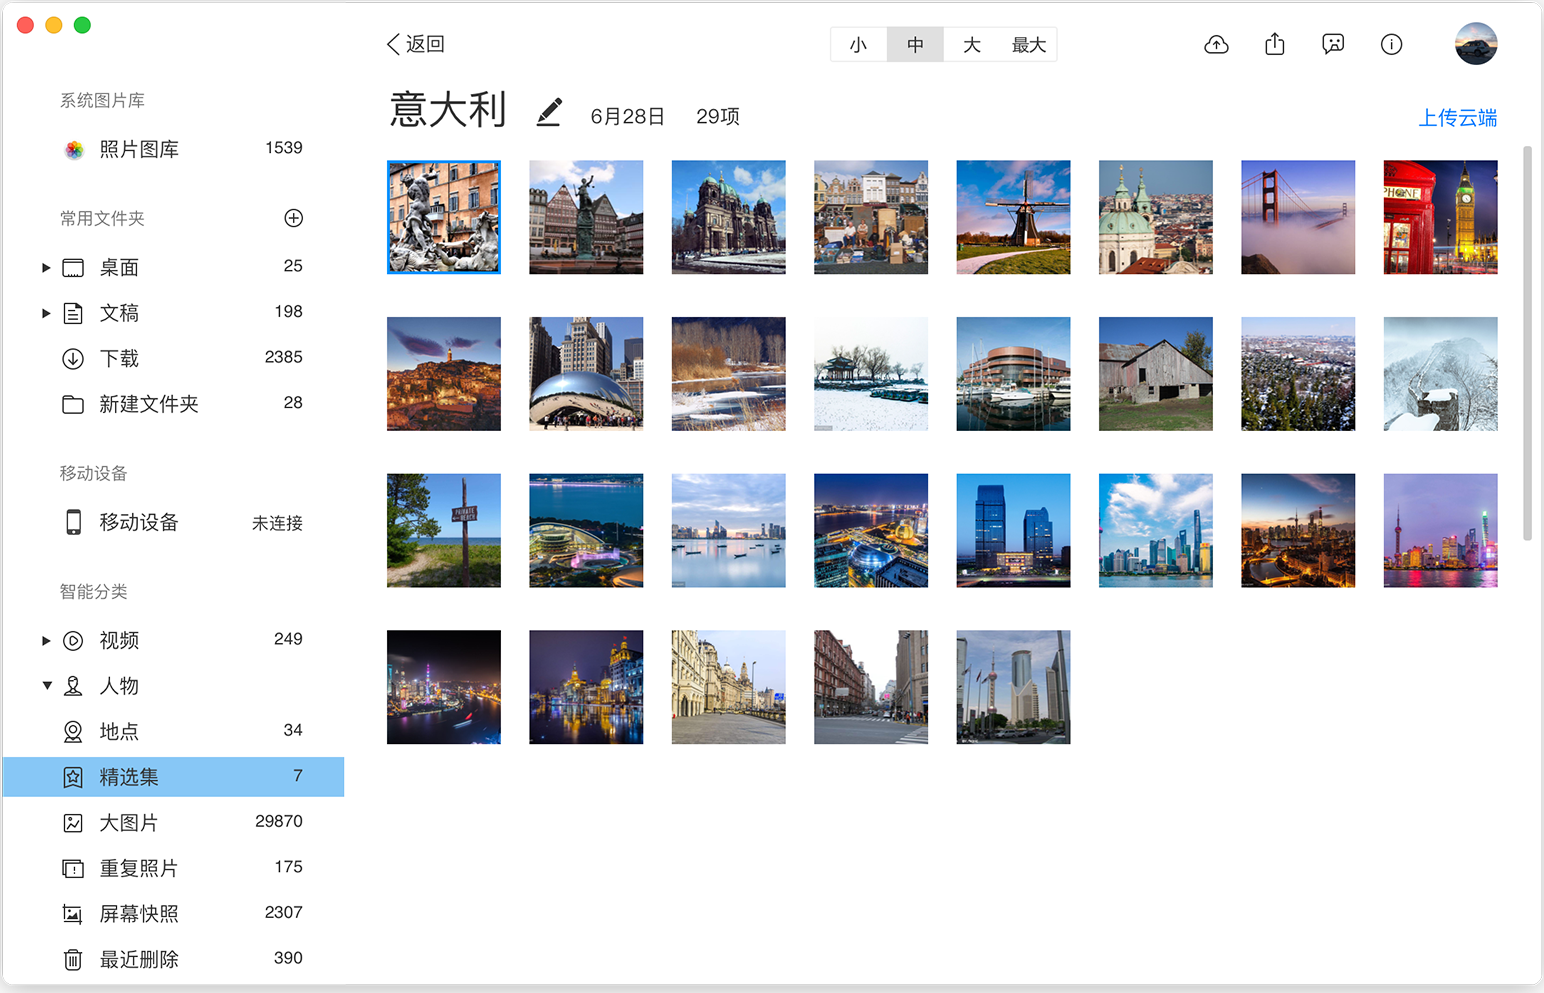 返回
小 中 大 最大
意大利 6月28日 29项
上传云端
系统图片库
照片图库 1539
常用文件夹
桌面 25
文稿 198
下载 2385
新建文件夹 28
移动设备
移动设备 未连接
智能分类
视频 249
人物
地点 34
精选集 7
大图片 29870
重复照片 175
屏幕快照 2307
最近删除 390
PHONE
PRIVATE
BEACH